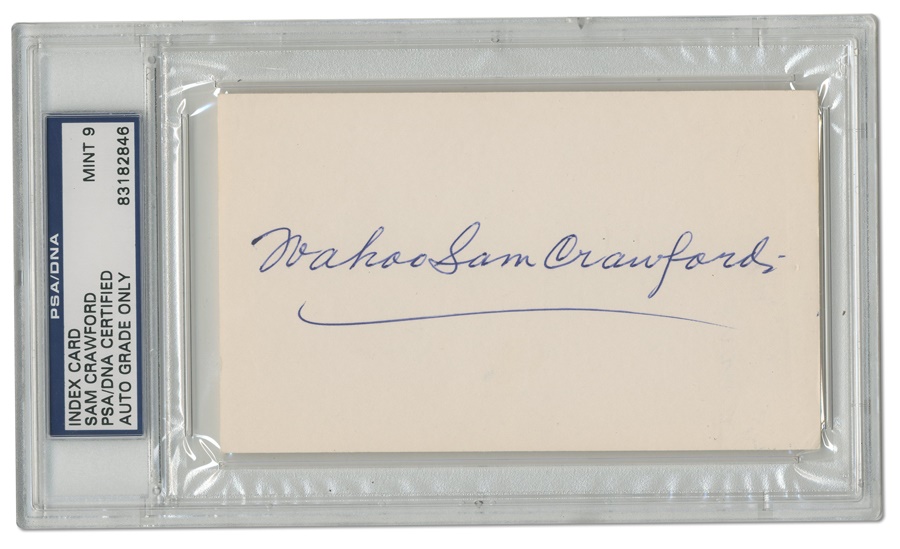 PSA/DNA
INDEX CARD
SAM CRAWFORD
PSA/DNA CERTIFIED
AUTO GRADE ONLY
MINT 9
83182846
Wahoo Sam Crawford